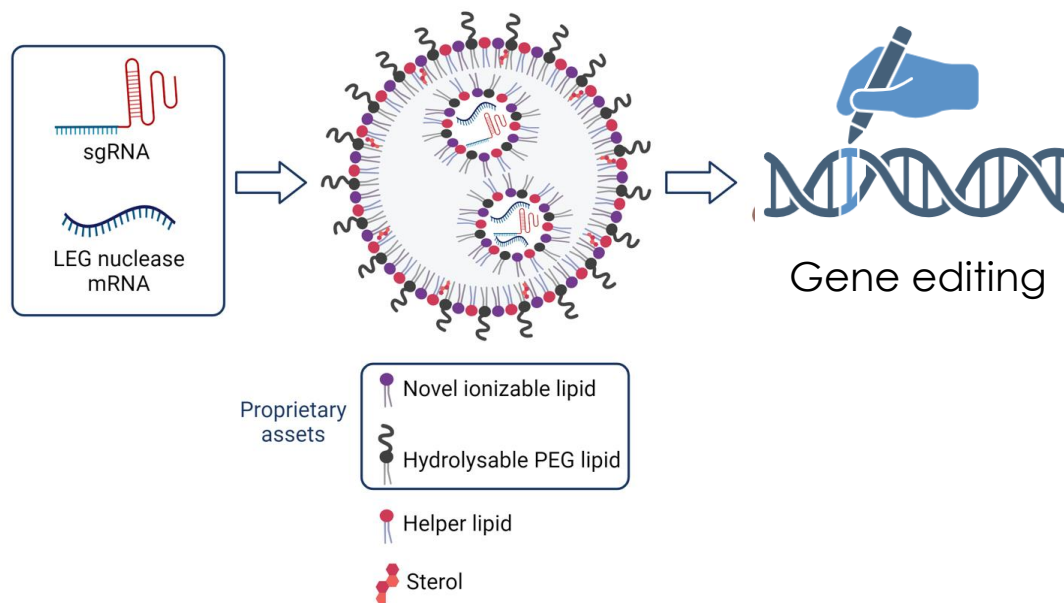 sgRNA
LEG nuclease
mRNA
Gene editing
Proprietary
assets
Novel ionizable lipid
Hydrolysable PEG lipid
Helper lipid
Sterol